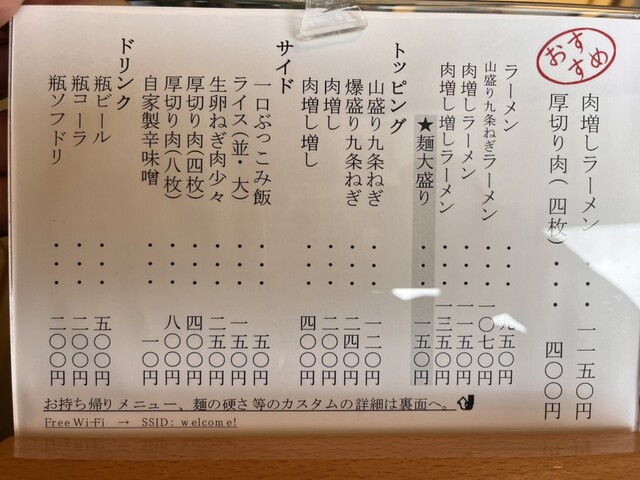 おすすめ
肉増しラーメン・・・一一五〇円
厚切り肉(四枚)・・・四〇〇円
ラーメン・・・九五〇円
山盛り九条ねぎラーメン・・・一〇七〇円
肉増しラーメン・・・一一五〇円
肉増し増しラーメン・・・一三五〇円
★麺大盛り・・・一五〇円
トッピング
山盛り九条ねぎ・・・一二〇円
爆盛り九条ねぎ・・・二四〇円
肉増し・・・二〇〇円
肉増し増し・・・四〇〇円
サイド
一口ぶっこみ飯・・・五〇円
ライス(並・大)・・・一五〇円
生卵ねぎ肉少々・・・二五〇円
厚切り肉(四枚)・・・四〇〇円
厚切り肉(八枚)・・・八〇〇円
自家製辛味噌・・・一〇円
ドリンク
瓶ビール・・・五〇〇円
瓶コーラ・・・二〇〇円
瓶ソフドリ・・・二〇〇円
お持ち帰りメニュー、麺の硬さ等のカスタムの詳細は裏面へ。
Free Wi-Fi → SSID: welcome!